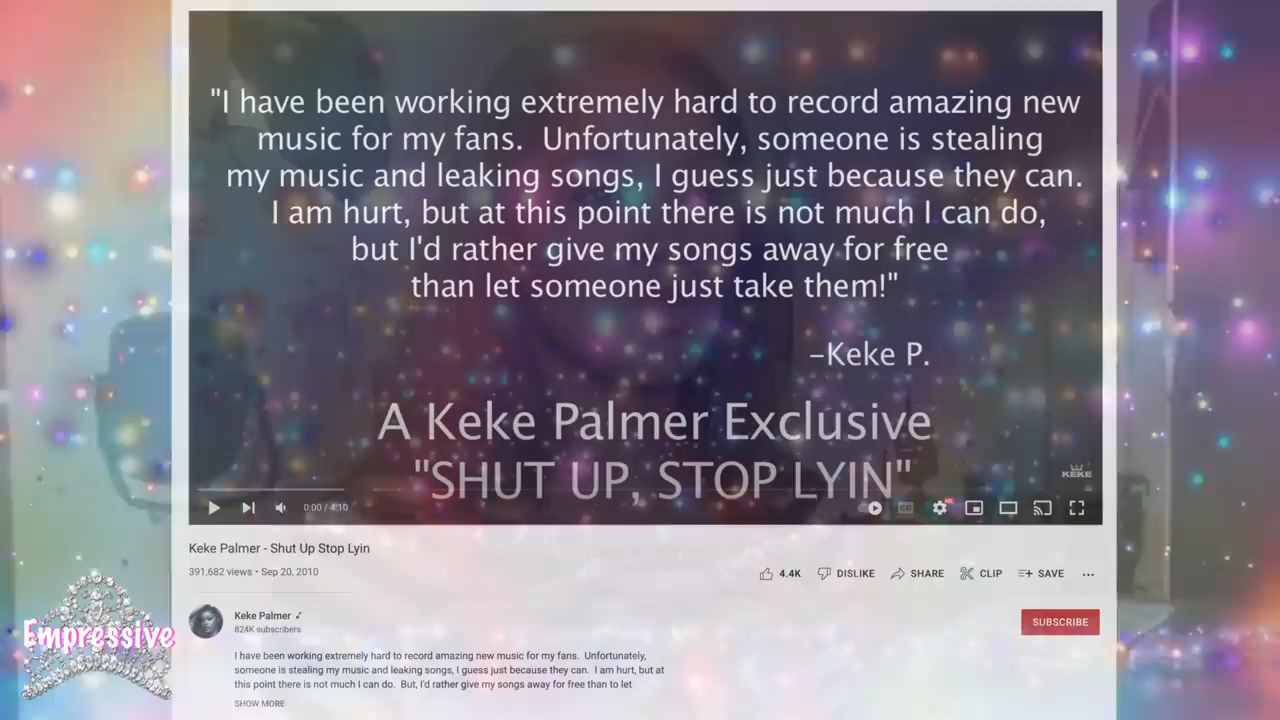 "I have been working extremely hard to record amazing new
music for my fans.  Unfortunately, someone is stealing
my music and leaking songs, I guess just because they can.
I am hurt, but at this point there is not much I can do,
but I'd rather give my songs away for free
than let someone just take them!"
–Keke P.
A Keke Palmer Exclusive
"SHUT UP, STOP LYIN"
KEKE
0:00 / 4:10
CC
HD
Keke Palmer - Shut Up Stop Lyin
391,682 views • Sep 20, 2010
4.4K
DISLIKE
SHARE
CLIP
SAVE
Keke Palmer
824K subscribers
SUBSCRIBE
I have been working extremely hard to record amazing new music for my fans.  Unfortunately,
someone is stealing my music and leaking songs, I guess just because they can.  I am hurt, but at
this point there is not much I can do.  But, I'd rather give my songs away for free than to let
SHOW MORE
Empressive